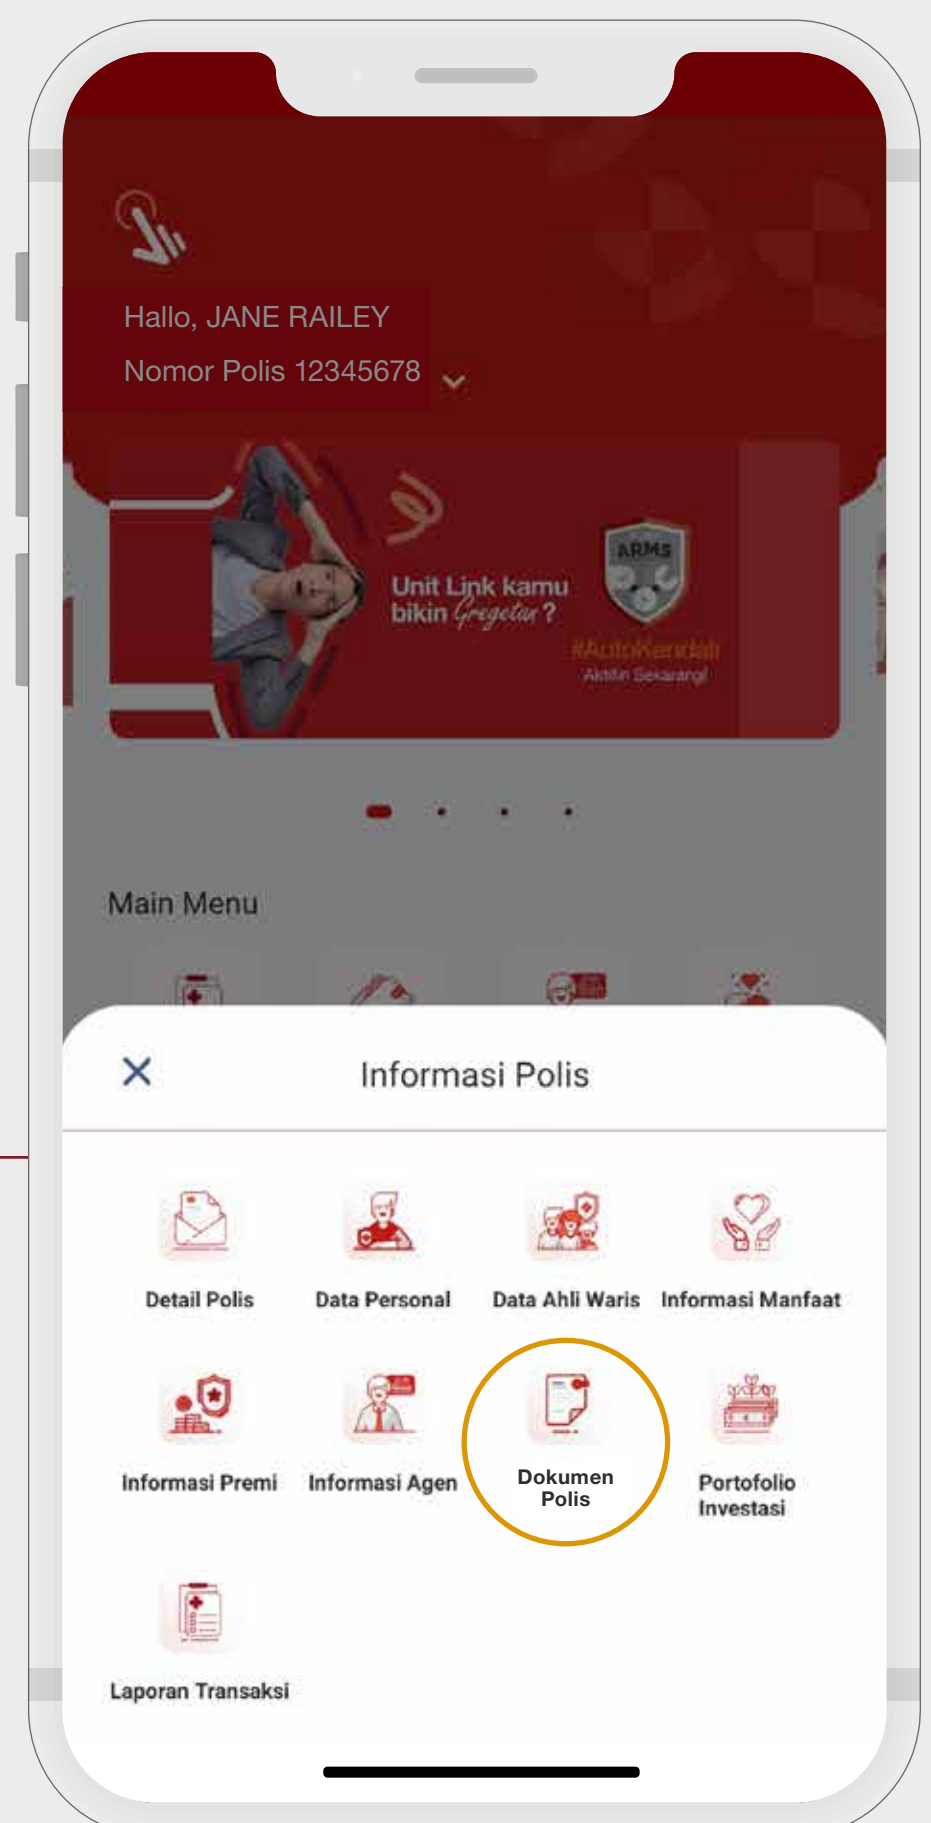 Hallo, JANE RAILEY
Nomor Polis 12345678
Unit Link kamu
bikin Gregetan ?
ARMS
#AutoKendali
Aktifin Sekarang!
Main Menu
Informasi Polis
Detail Polis
Data Personal
Data Ahli Waris
Informasi Manfaat
Informasi Premi
Informasi Agen
Dokumen
Polis
Portofolio
Investasi
Laporan Transaksi